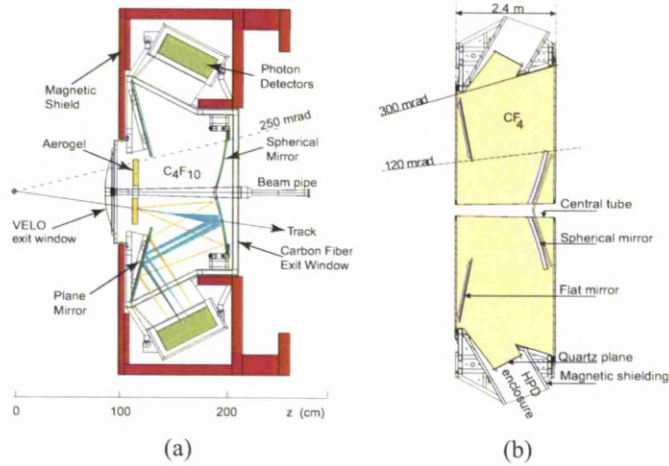 Magnetic
Shield
Photon
Detectors
250 mrad
Aerogel
C4F10
Spherical
Mirror
Beam pipe
VELO
exit window
Track
Carbon Fiber
Exit Window
Plane
Mirror
0
100
200
z (cm)
(a)
2.4 m
300 mrad
CF4
120 mrad
Central tube
Spherical mirror
Flat mirror
Quartz plane
HPD
enclosure
Magnetic shielding
(b)